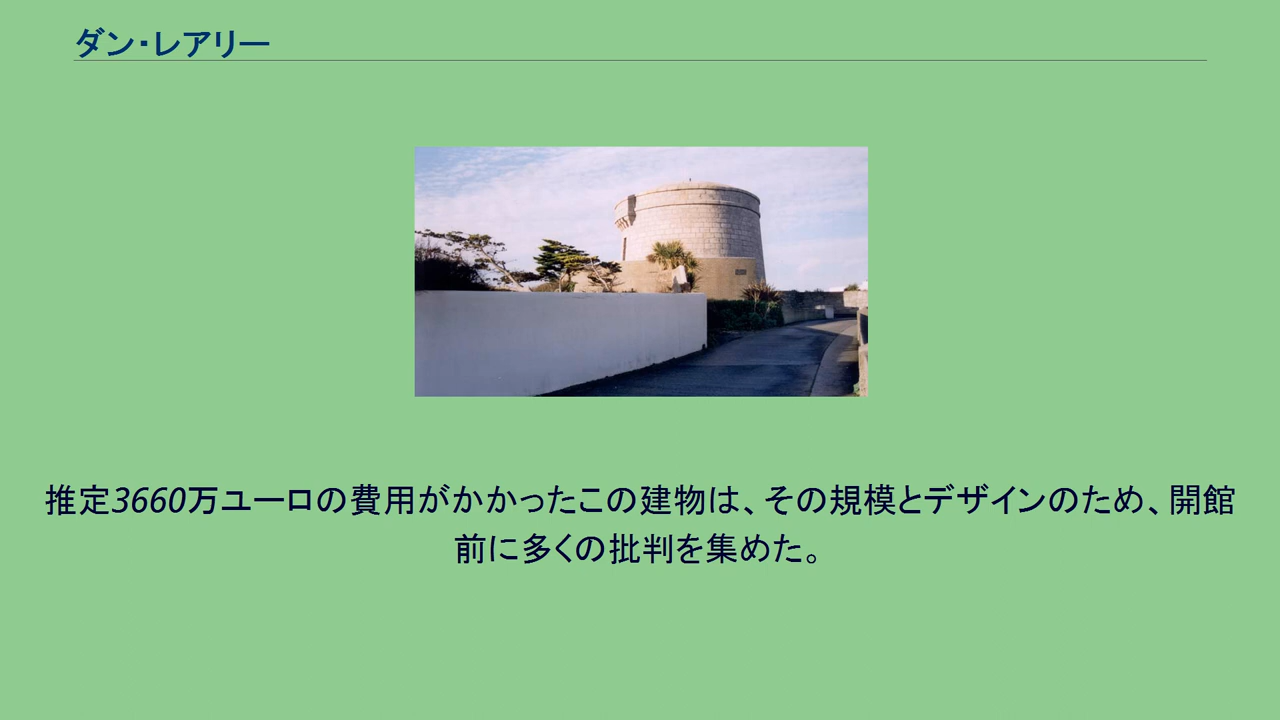 ダン・レアリー
推定3660万ユーロの費用がかかったこの建物は、その規模とデザインのため、開館
前に多くの批判を集めた。